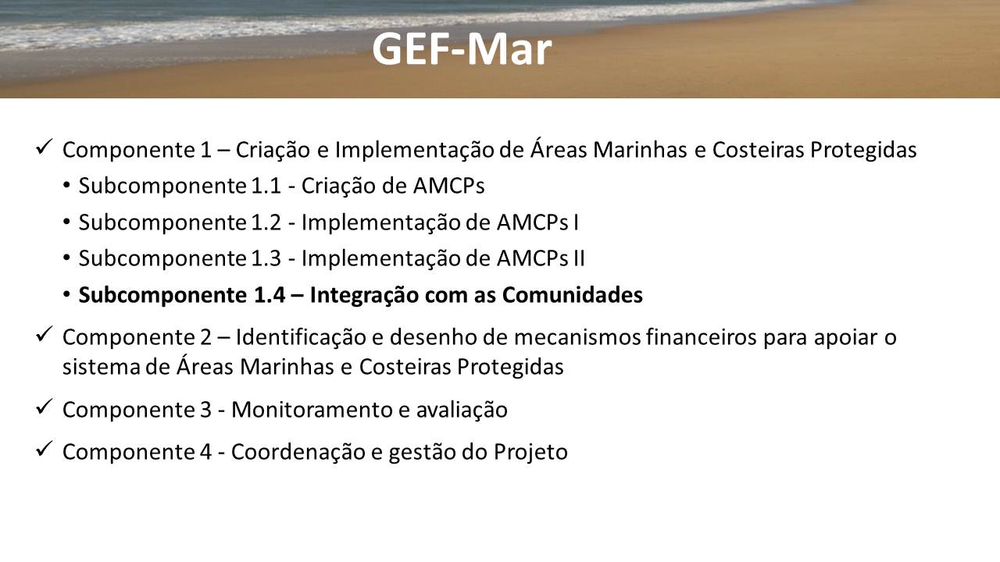 GEF-Mar
✓ Componente 1 – Criação e Implementação de Áreas Marinhas e Costeiras Protegidas
• Subcomponente 1.1 - Criação de AMCPs
• Subcomponente 1.2 - Implementação de AMCPs I
• Subcomponente 1.3 - Implementação de AMCPs II
• Subcomponente 1.4 – Integração com as Comunidades
✓ Componente 2 – Identificação e desenho de mecanismos financeiros para apoiar o
sistema de Áreas Marinhas e Costeiras Protegidas
✓ Componente 3 - Monitoramento e avaliação
✓ Componente 4 - Coordenação e gestão do Projeto